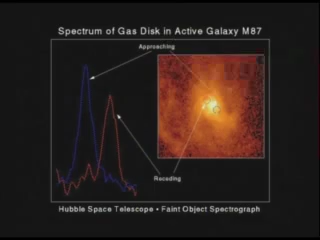 Spectrum of Gas Disk in Active Galaxy M87
Approaching
Receding
Hubble Space Telescope • Faint Object Spectrograph